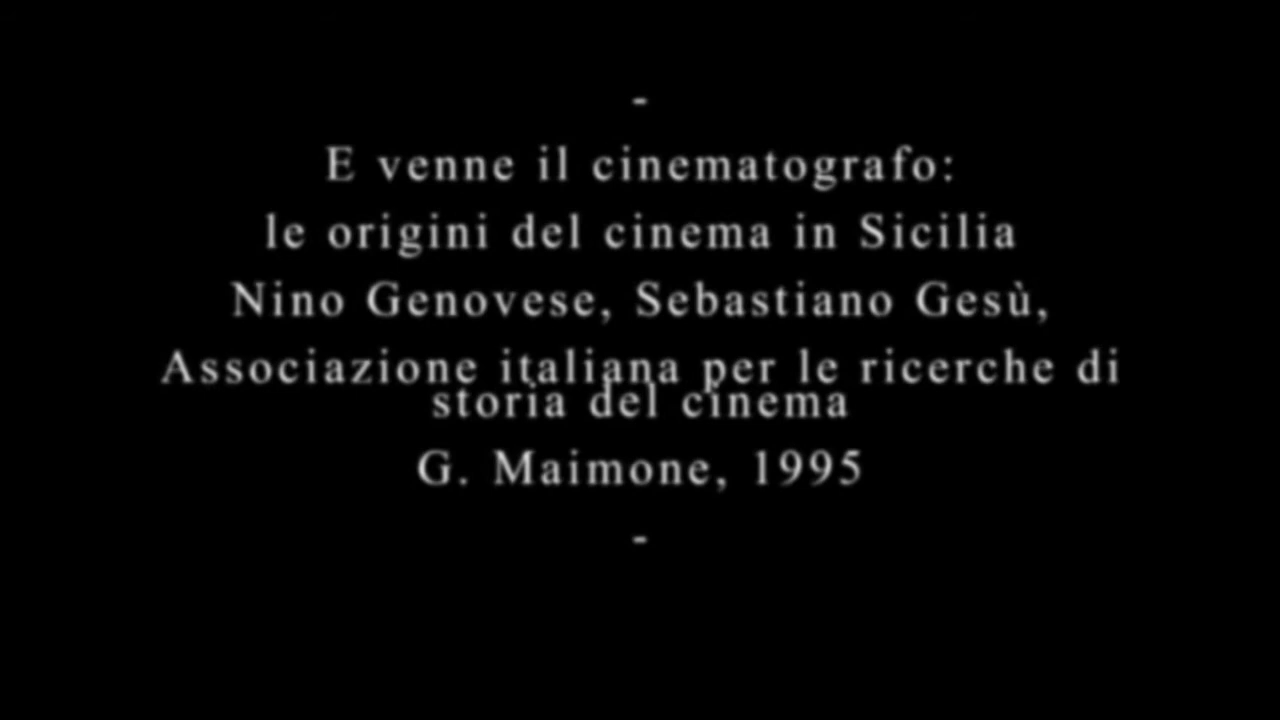 -
E venne il cinematografo:
le origini del cinema in Sicilia
Nino Genovese, Sebastiano Gesù,
Associazione italiana per le ricerche di
storia del cinema
G. Maimone, 1995
-